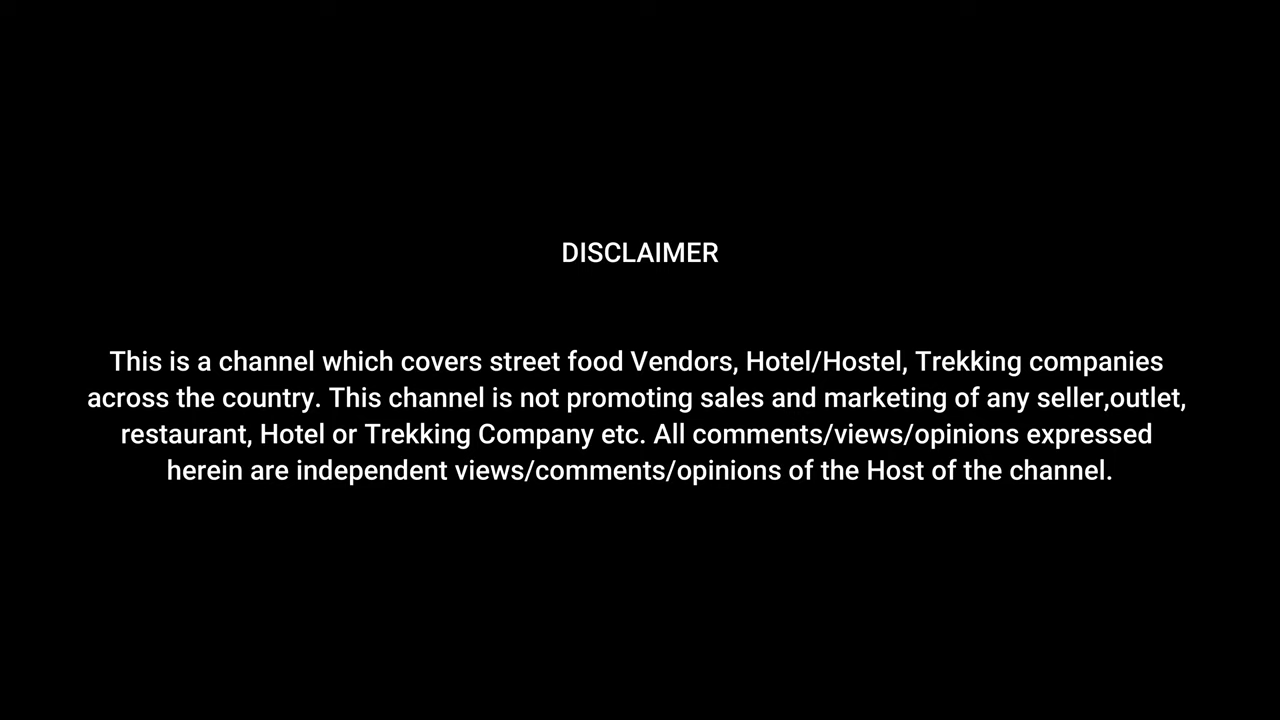 DISCLAIMER
This is a channel which covers street food Vendors, Hotel/Hostel, Trekking companies
across the country. This channel is not promoting sales and marketing of any seller,outlet,
restaurant, Hotel or Trekking Company etc. All comments/views/opinions expressed
herein are independent views/comments/opinions of the Host of the channel.